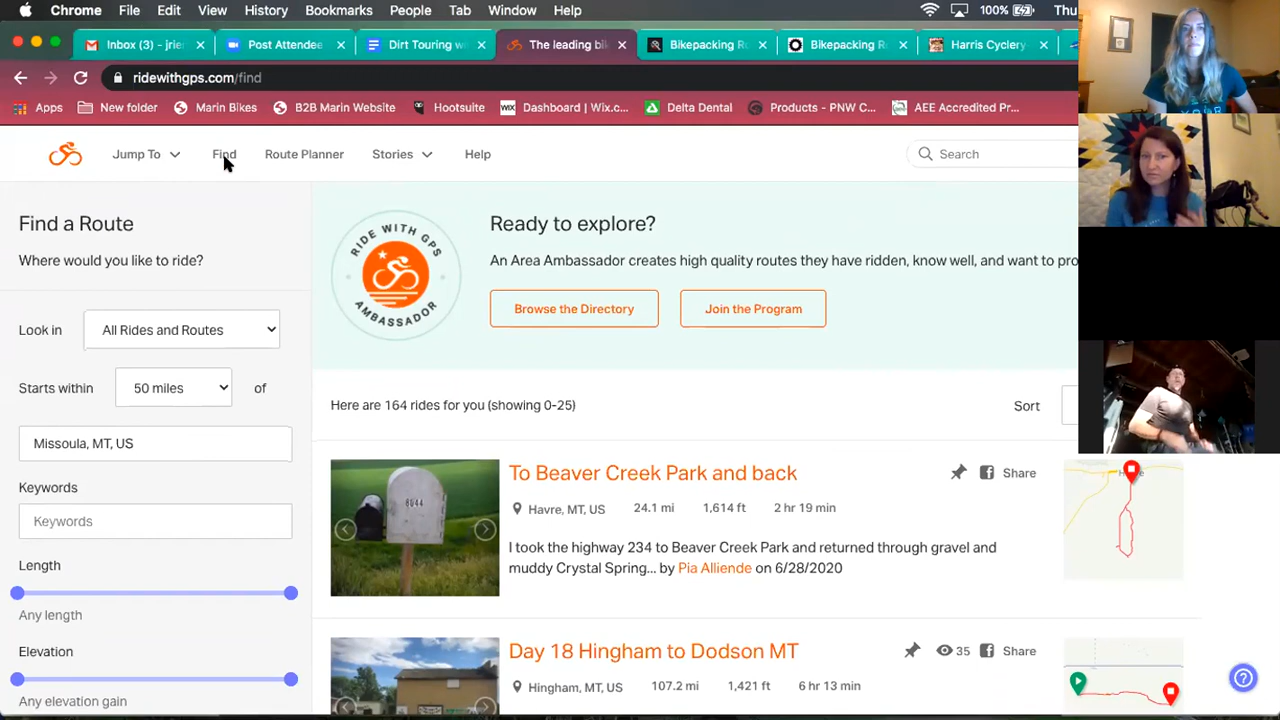 Chrome File Edit View History Bookmarks People Tab Window Help 100% Thu
Inbox (3) - jrie Post Attendee Dirt Touring w The leading bi Bikepacking Ro Bikepacking Ro Harris Cyclery
ridewithgps.com/find
Apps New folder Marin Bikes B2B Marin Website Hootsuite Dashboard | Wix.c... Delta Dental Products - PNW C... AEE Accredited Pr...
Jump To Find Route Planner Stories Help Search
Find a Route
Where would you like to ride?
Look in All Rides and Routes
Starts within 50 miles of
Missoula, MT, US
Keywords
Keywords
Length
Any length
Elevation
Any elevation gain
RIDE WITH GPS
AMBASSADOR
Ready to explore?
An Area Ambassador creates high quality routes they have ridden, know well, and want to pro
Browse the Directory Join the Program
Here are 164 rides for you (showing 0-25) Sort
To Beaver Creek Park and back Share
Havre, MT, US 24.1 mi 1,614 ft 2 hr 19 min
I took the highway 234 to Beaver Creek Park and returned through gravel and
muddy Crystal Spring... by Pia Alliende on 6/28/2020
Day 18 Hingham to Dodson MT 35 Share
Hingham, MT, US 107.2 mi 1,421 ft 6 hr 13 min